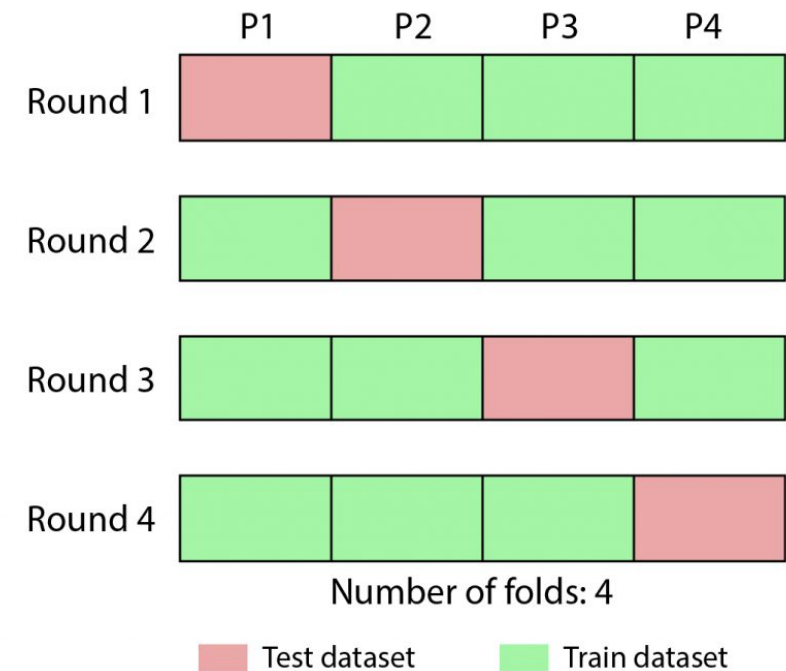 P1 P2 P3 P4
Round 1
Round 2
Round 3
Round 4
Number of folds: 4
Test dataset Train dataset